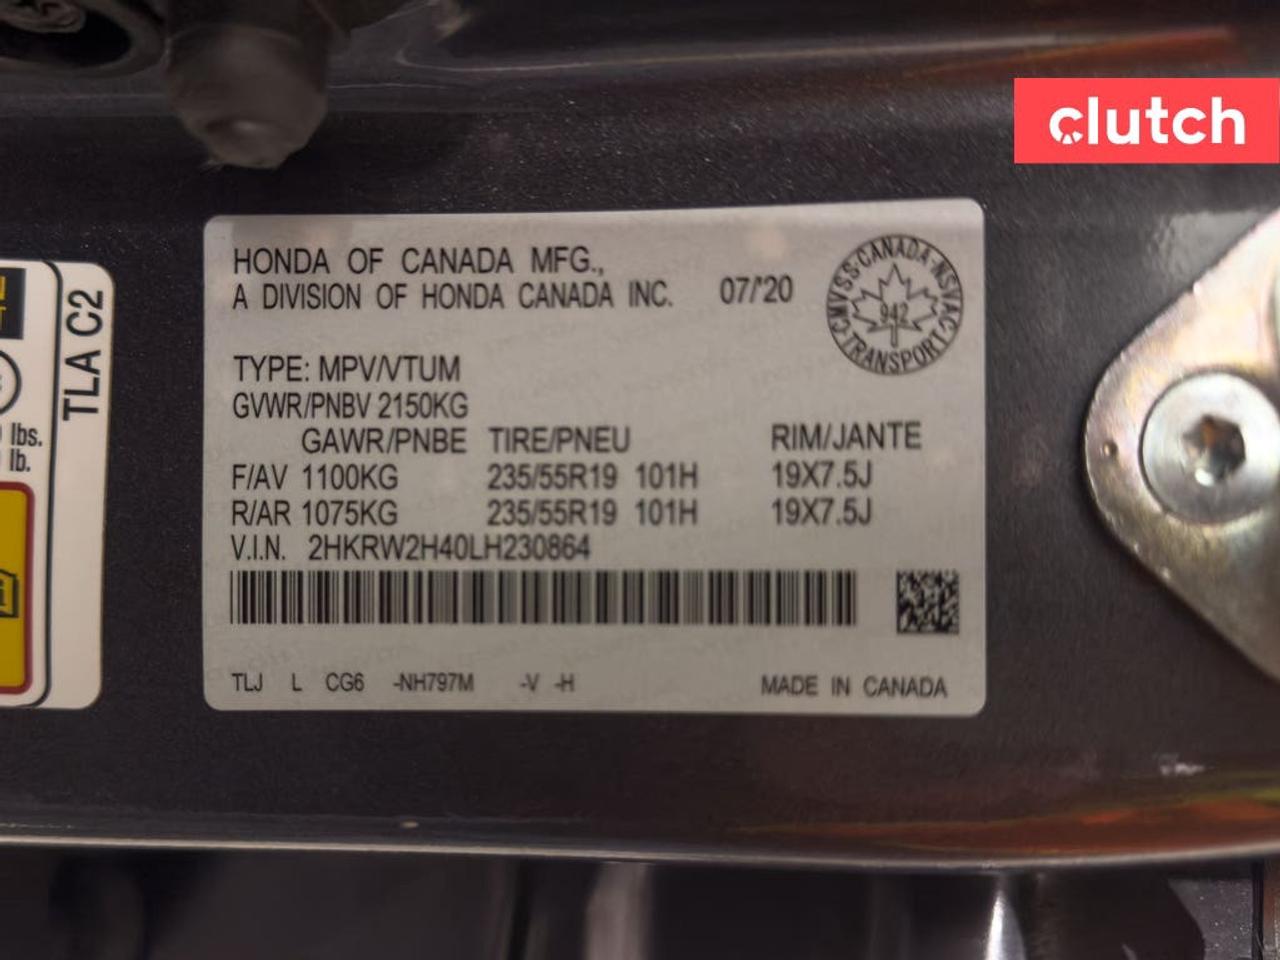 clutch
HONDA OF CANADA MFG.,
A DIVISION OF HONDA CANADA INC. 07/'20
CMVSS·CANADA·NSVAC
942
TRANSPORT
TYPE: MPV/VTUM
GVWR/PNBV 2150KG
GAWR/PNBE TIRE/PNEU RIM/JANTE
F/AV 1100KG 235/55R19 101H 19X7.5J
R/AR 1075KG 235/55R19 101H 19X7.5J
V.I.N. 2HKRW2H40LH230864
TLJ L CG6 -NH797M -V -H MADE IN CANADA
TLA C2
lbs.
lb.